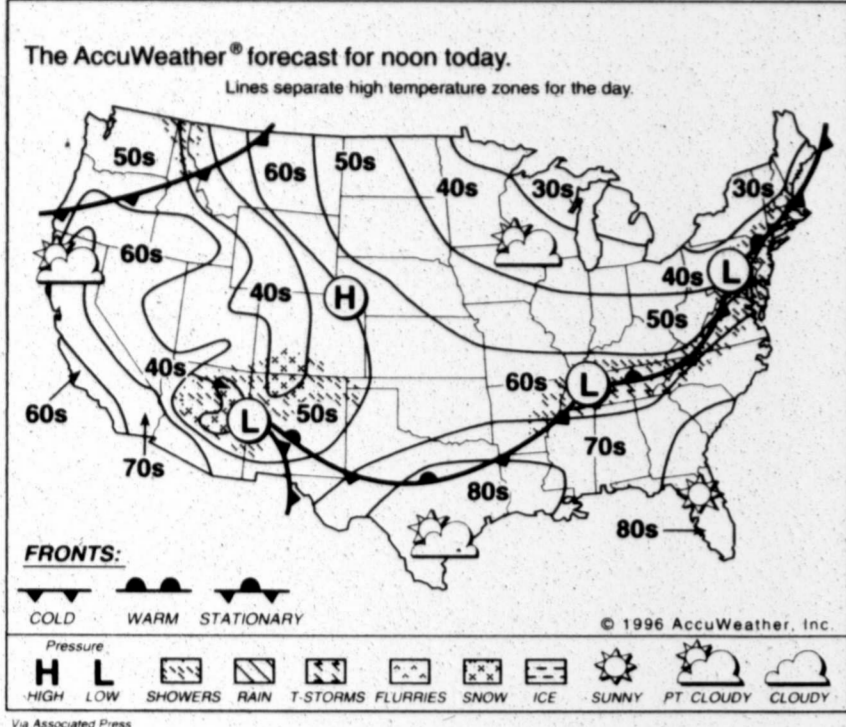 The AccuWeather® forecast for noon today.
Lines separate high temperature zones for the day.
50s
60s
50s
40s
30s
30s
60s
40s
H
40s
L
50s
40s
60s
L
50s
L
60s
70s
70s
80s
80s
FRONTS:
COLD WARM STATIONARY
© 1996 AccuWeather, Inc.
Pressure
H L
HIGH LOW SHOWERS RAIN T-STORMS FLURRIES SNOW ICE SUNNY PT CLOUDY CLOUDY
Via Associated Press